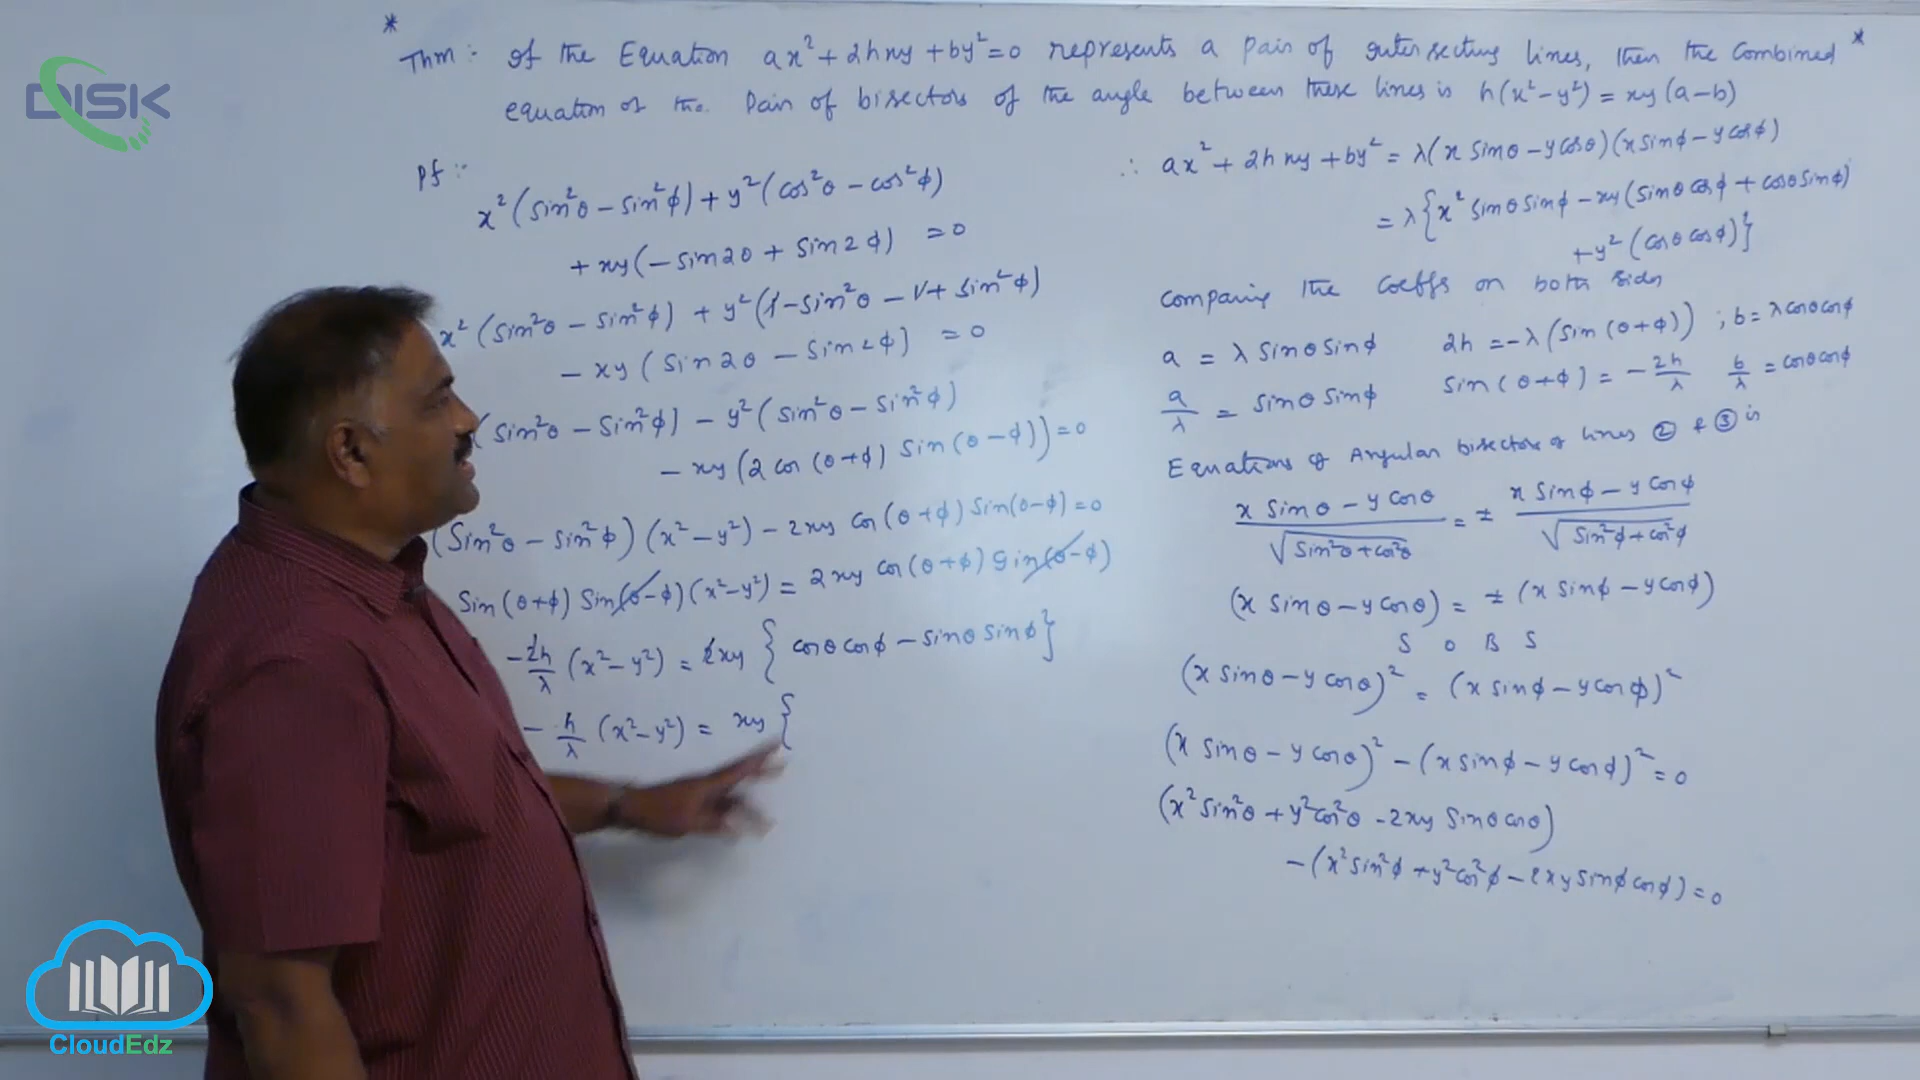 DISK
* Thm :- If the Equation ax² + 2hxy + by² = 0 represents a pair of intersecting lines, then the Combined *
equation of the Pair of bisectors of the angle between these lines is h(x² - y²) = xy(a-b)
Pf :-
x²(sin²θ - sin²φ) + y²(cos²θ - cos²φ)
+ xy(- sin2θ + sin2φ) = 0
x²(sin²θ - sin²φ) + y²(1 - sin²θ - 1 + sin²φ)
- xy(sin2θ - sin2φ) = 0
(sin²θ - sin²φ) - y²(sin²θ - sin²φ)
- xy(2 cos(θ+φ) sin(θ-φ)) = 0
(sin²θ - sin²φ)(x² - y²) - 2xy cos(θ+φ) sin(θ-φ) = 0
sin(θ+φ) sin(θ-φ)(x² - y²) = 2xy cos(θ+φ) sin(θ-φ)
-2h/λ (x² - y²) = 2xy { cosθ cosφ - sinθ sinφ }
- h/λ (x² - y²) = xy {
∴ ax² + 2hxy + by² = λ(x sinθ - y cosθ)(x sinφ - y cosφ)
= λ{x² sinθ sinφ - xy(sinθ cosφ + cosθ sinφ)
+ y²(cosθ cosφ)}
Comparing the coeffs on both sides
a = λ sinθ sinφ 2h = -λ(sin(θ+φ)) ; b = λ cosθ cosφ
a/λ = sinθ sinφ sin(θ+φ) = - 2h/λ b/λ = cosθ cosφ
Equations of Angular bisectors of lines ② & ③ is
(x sinθ - y cosθ)/√(sin²θ + cos²θ) = ± (x sinφ - y cosφ)/√(sin²φ + cos²φ)
(x sinθ - y cosθ) = ± (x sinφ - y cosφ)
S O B S
(x sinθ - y cosθ)² = (x sinφ - y cosφ)²
(x sinθ - y cosθ)² - (x sinφ - y cosφ)² = 0
(x² sin²θ + y² cos²θ - 2xy sinθ cosθ)
- (x² sin²φ + y² cos²φ - 2xy sinφ cosφ) = 0
CloudEdz